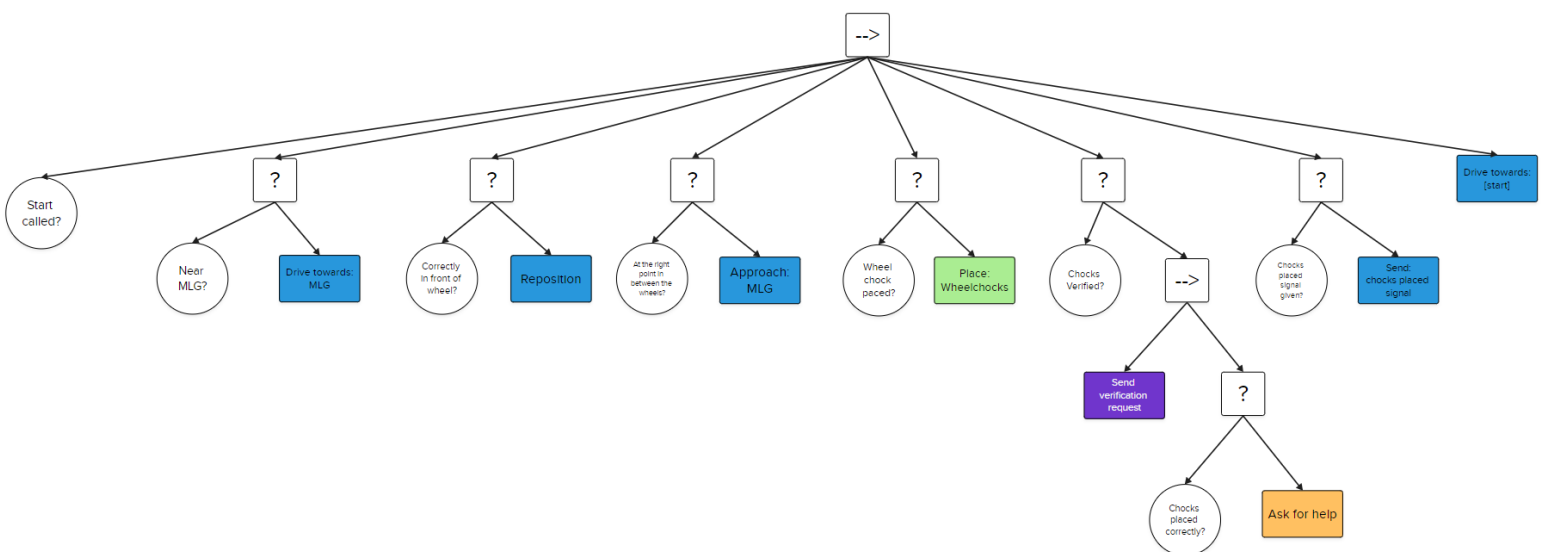 -->
?
?
?
?
?
?
Drive towards:
[start]
Start
called?
Near
MLG?
Drive towards:
MLG
Correctly
in front of
wheel?
Reposition
At the right
point in
between the
wheels?
Approach:
MLG
Wheel
chock
paced?
Place:
Wheelchocks
Chocks
Verified?
-->
Chocks
placed
signal
given?
Send:
chocks placed
signal
Send
verification
request
?
Chocks
placed
correctly?
Ask for help